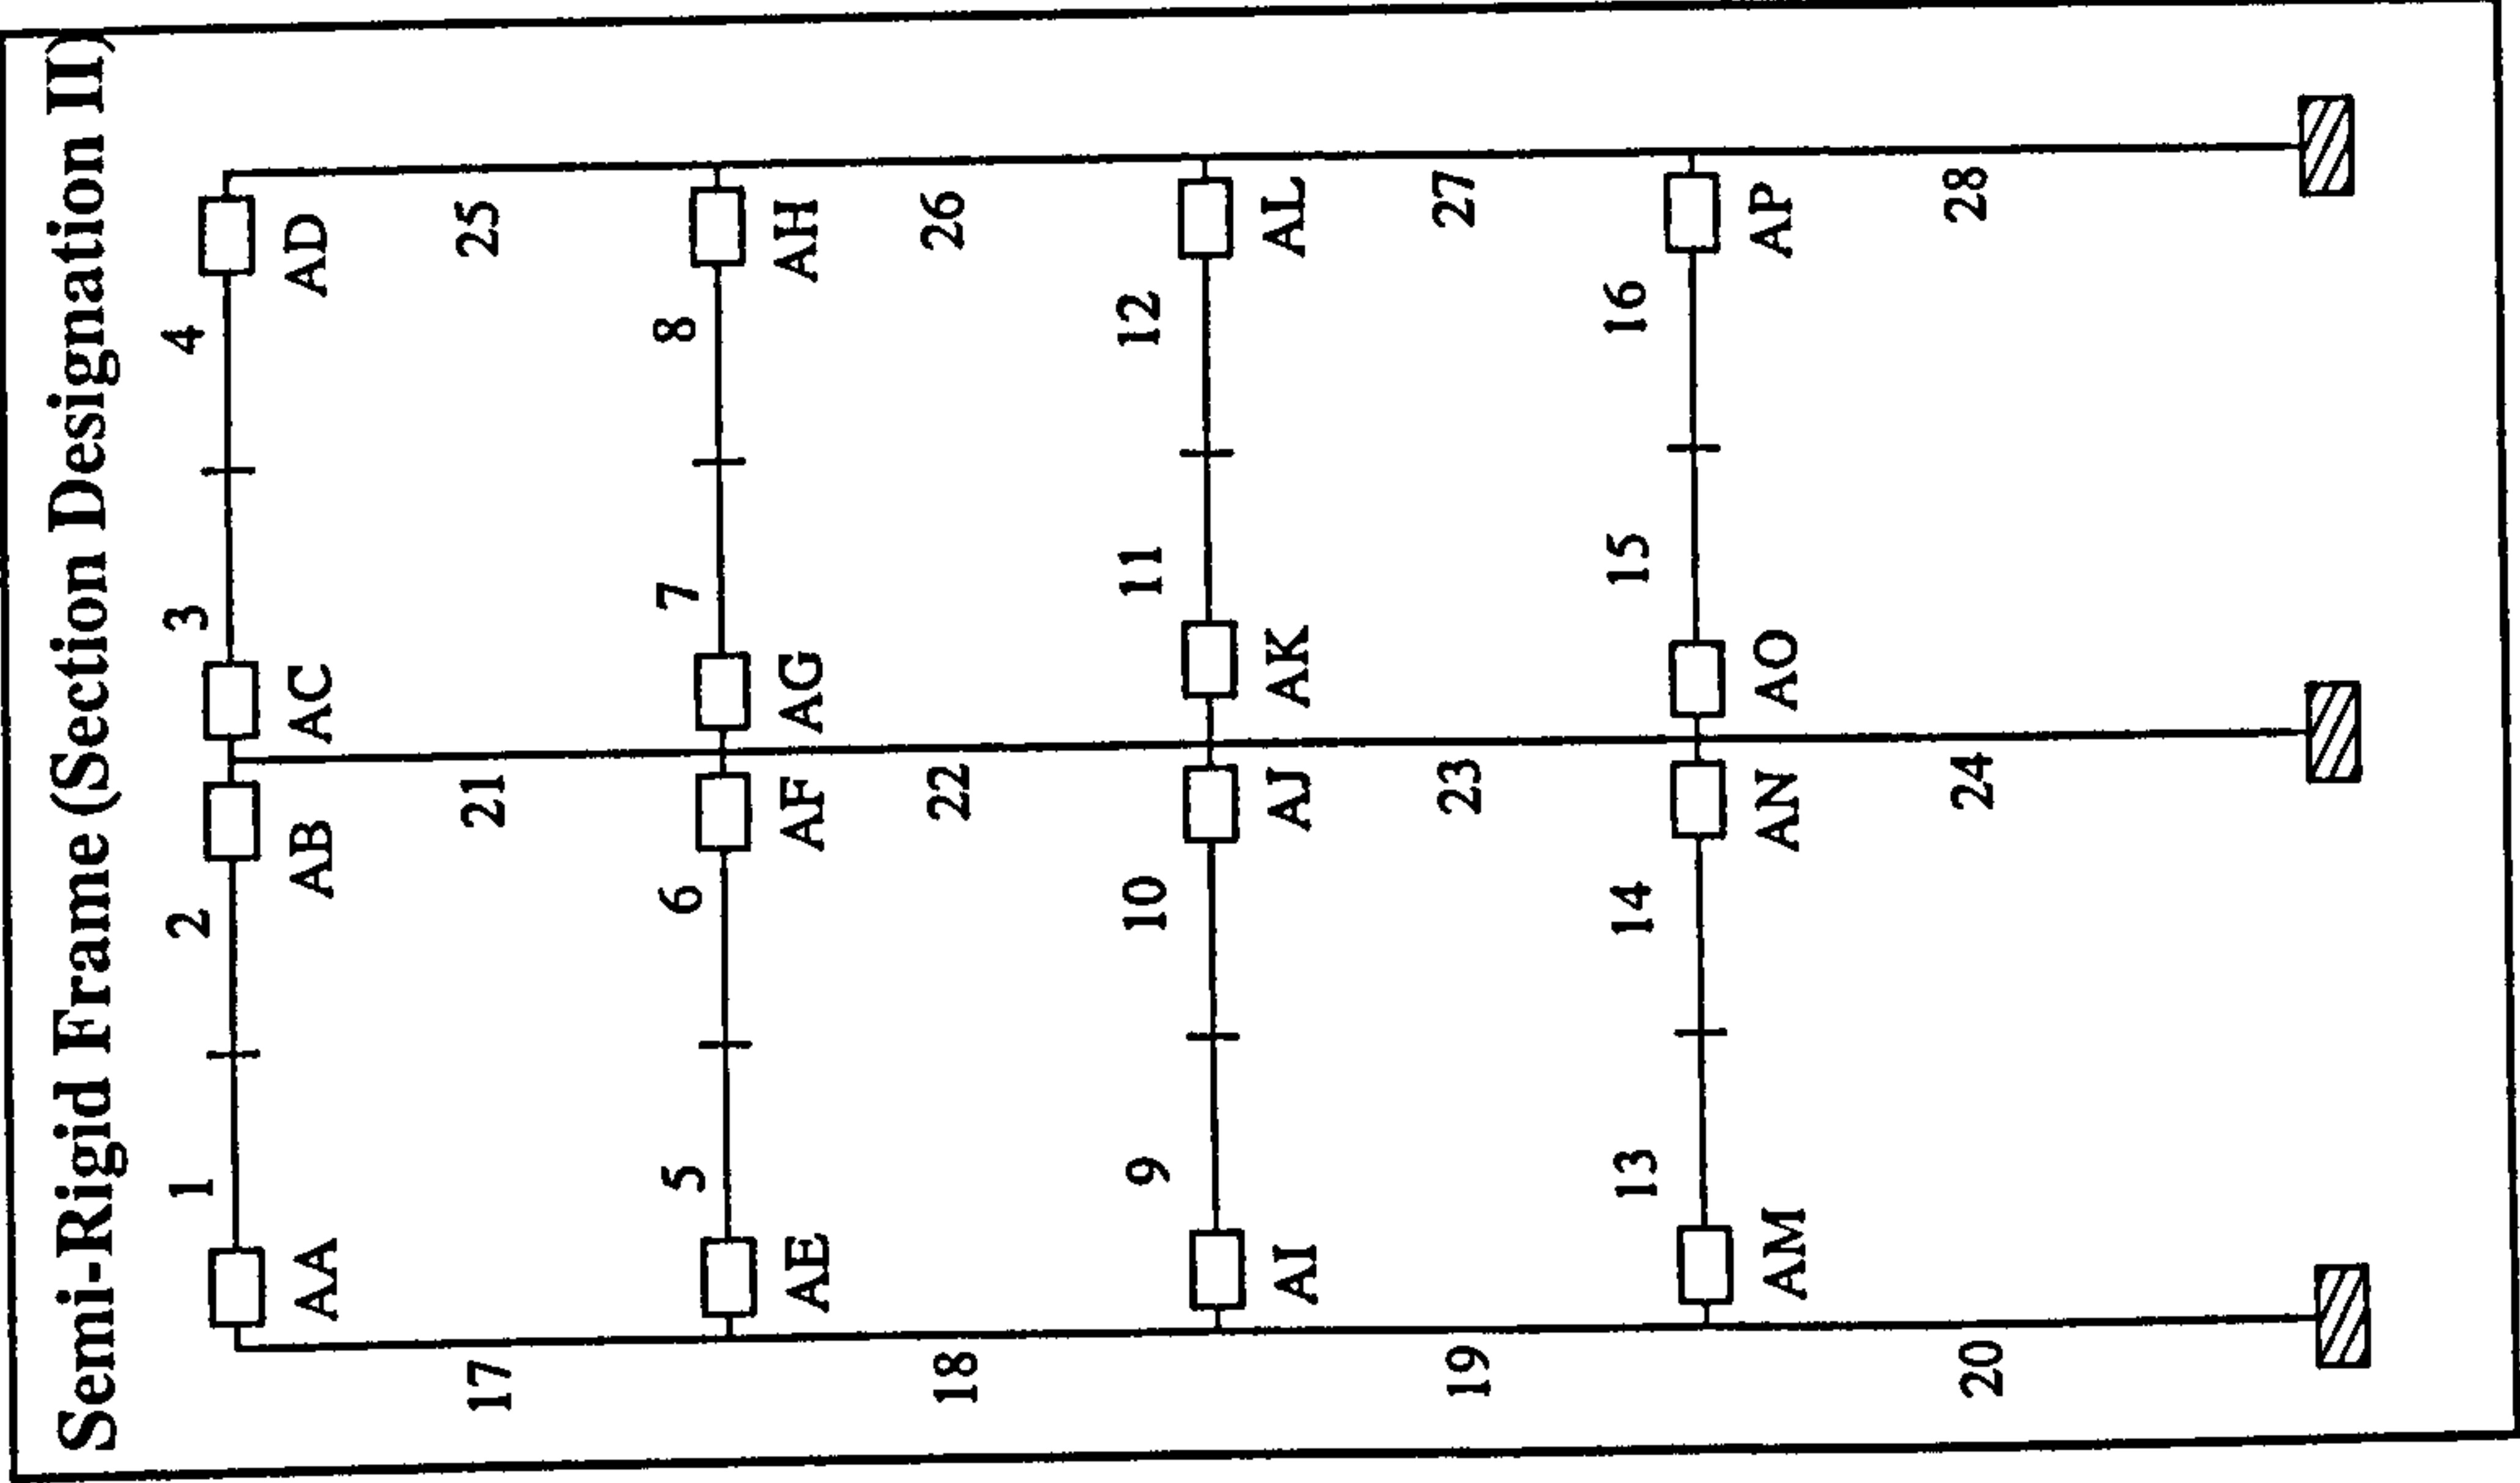 Semi-Rigid Frame (Section Designation II)
1 2 3 4
AA AB AC AD
17 21 25
5 6 7 8
AE AF AG AH
18 22 26
9 10 11 12
AI AJ AK AL
19 23 27
13 14 15 16
AM AN AO AP
20 24 28